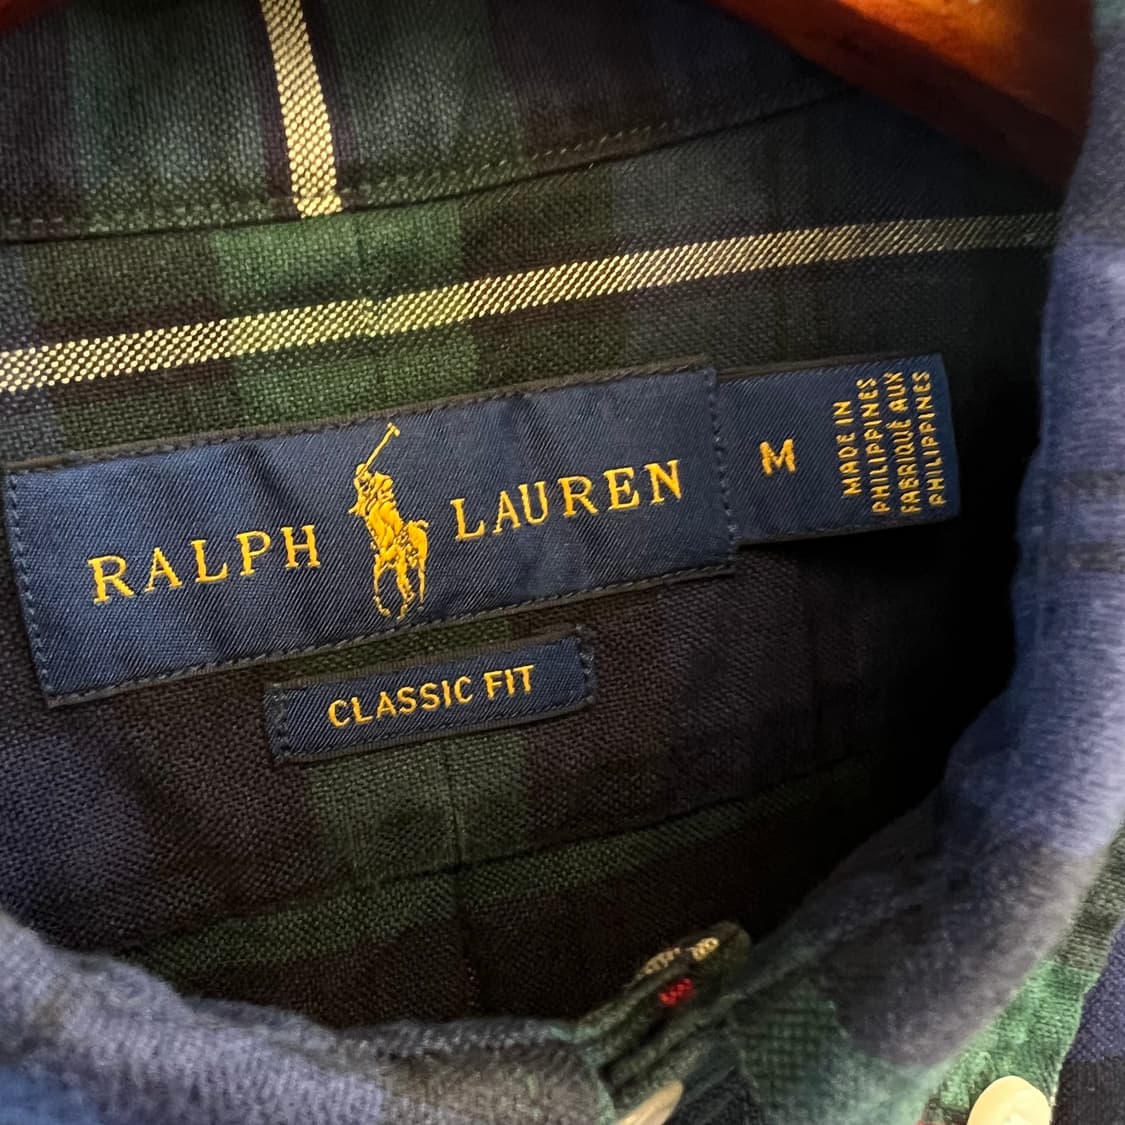 RALPH LAUREN
M
MADE IN
PHILIPPINES
FABRIQUÉ AUX
PHILIPPINES
CLASSIC FIT